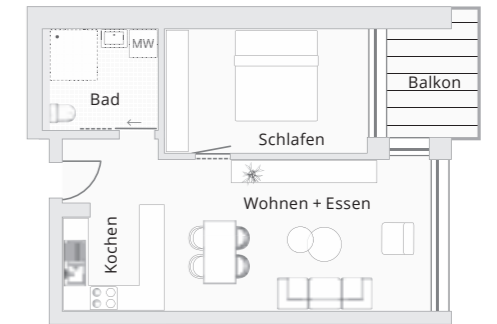 MW
Bad
Balkon
Schlafen
Wohnen + Essen
Kochen